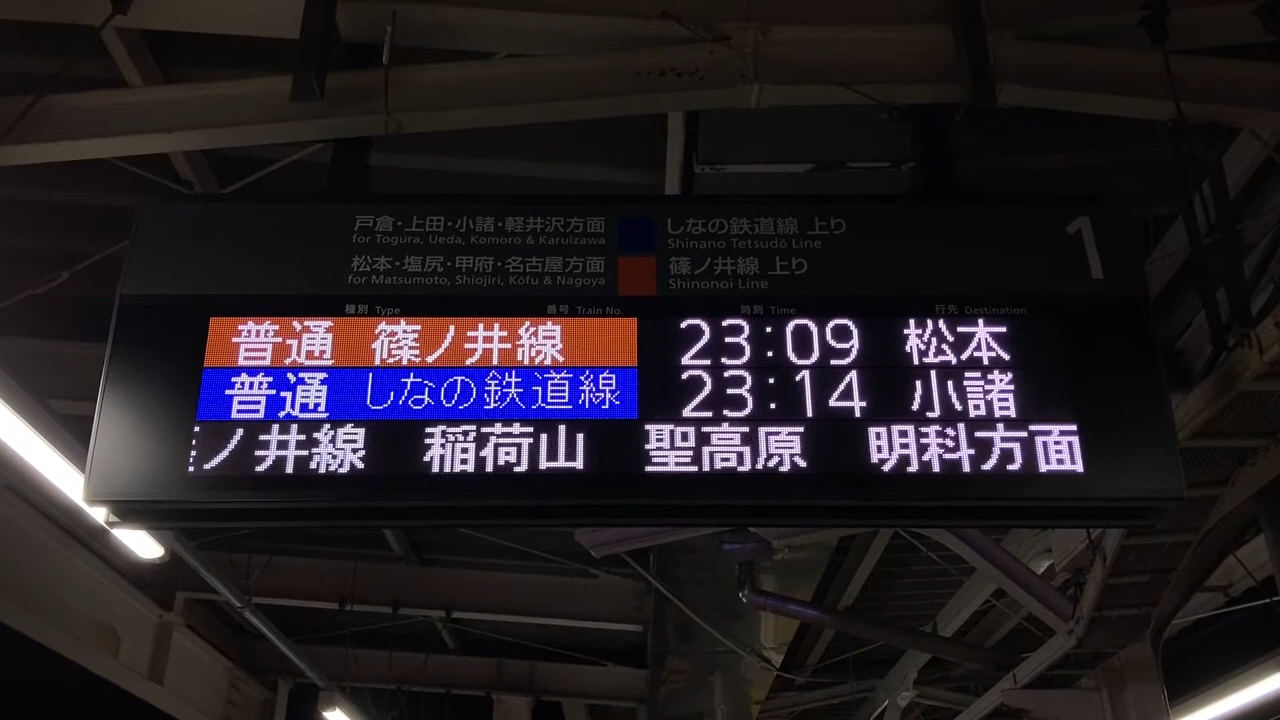 戸倉・上田・小諸・軽井沢方面 しなの鉄道線 上り
for Togura, Ueda, Komoro & Karuizawa Shinano Tetsudō Line
松本・塩尻・甲府・名古屋方面 篠ノ井線 上り
for Matsumoto, Shiojiri, Kōfu & Nagoya Shinonoi Line
1
種別 Type 番号 Train No. 時刻 Time 行先 Destination
普通 篠ノ井線 23:09 松本
普通 しなの鉄道線 23:14 小諸
ノ井線 稲荷山 聖高原 明科方面